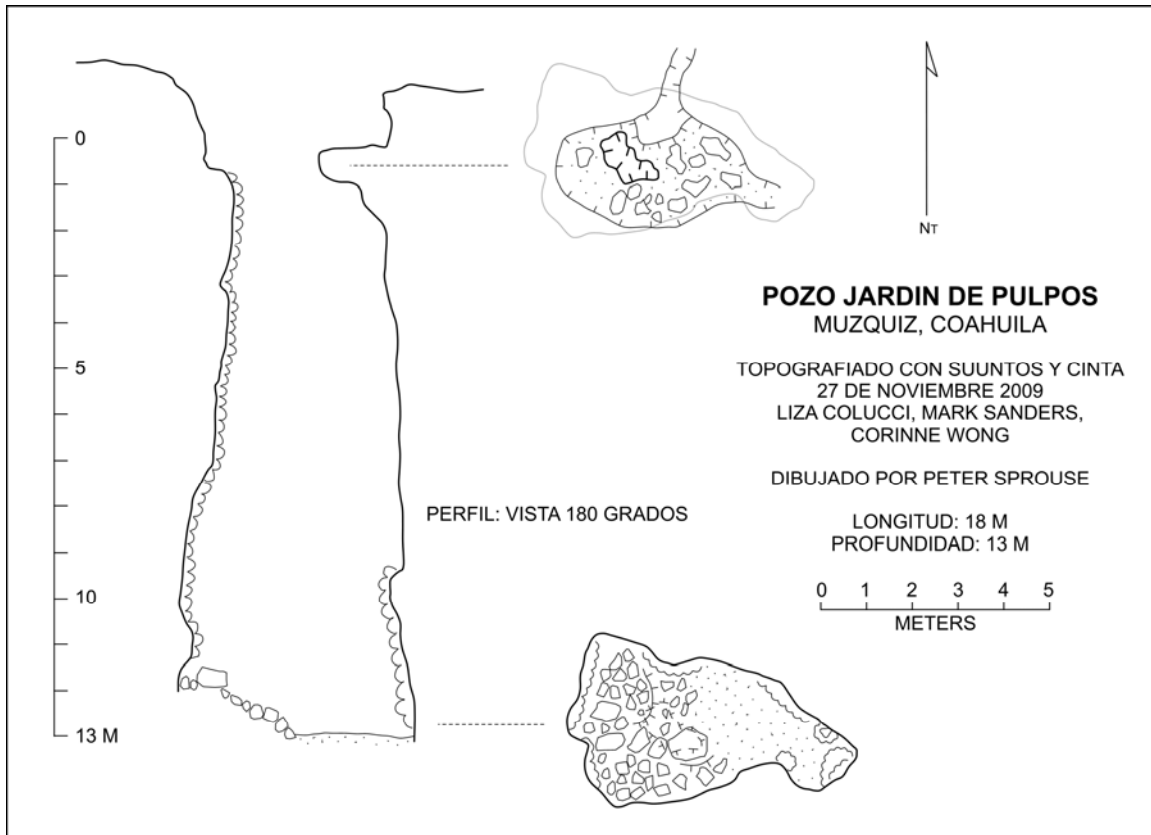 0
5
10
13 M
PERFIL: VISTA 180 GRADOS
NT
POZO JARDIN DE PULPOS
MUZQUIZ, COAHUILA
TOPOGRAFIADO CON SUUNTOS Y CINTA
27 DE NOVIEMBRE 2009
LIZA COLUCCI, MARK SANDERS,
CORINNE WONG
DIBUJADO POR PETER SPROUSE
LONGITUD: 18 M
PROFUNDIDAD: 13 M
0 1 2 3 4 5
METERS